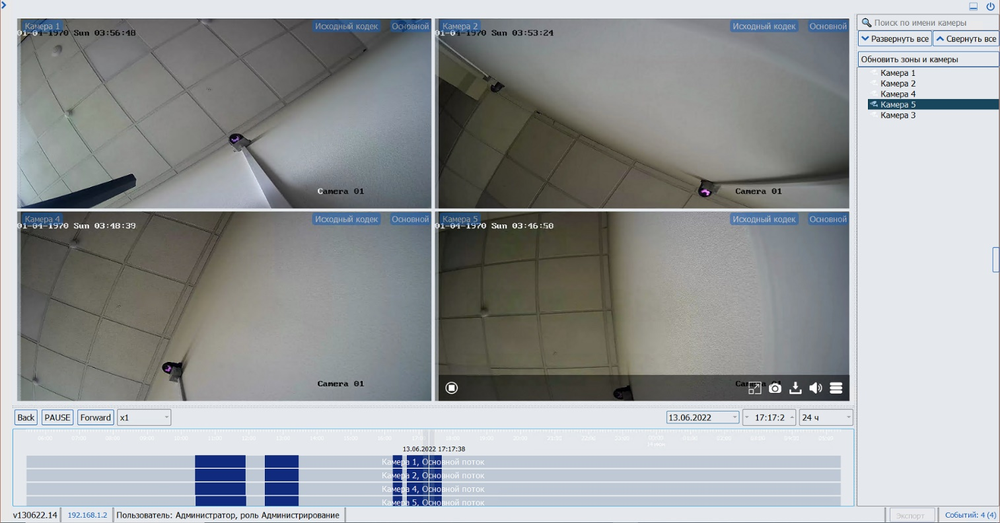 Камера 1
Исходный кодек
Основной
01-04-1970 Sun 03:56:48
Camera 01
Камера 2
Исходный кодек
Основной
01-04-1970 Sun 03:53:24
Camera 01
Камера 4
Исходный кодек
Основной
01-04-1970 Sun 03:48:39
Camera 01
Камера 5
Исходный кодек
Основной
01-04-1970 Sun 03:46:50
Поиск по имени камеры
Развернуть все
Свернуть все
Обновить зоны и камеры
Камера 1
Камера 2
Камера 4
Камера 5
Камера 3
Back PAUSE Forward x1
13.06.2022 17:17:2 24 ч
06:00 07:00 08:00 09:00 10:00 11:00 12:00 13:00 14:00 15:00 16:00 17:00 18:00 19:00 20:00 21:00 22:00 23:00 00:00 01:00 02:00 03:00 04:00 05:00
13.06.2022 17:17:38
Камера 1, Основной поток
Камера 2, Основной поток
Камера 4, Основной поток
Камера 5, Основной поток
v130622.14 192.168.1.2 Пользователь: Администратор, роль Администрирование
Экспорт
Событий: 4 (4)